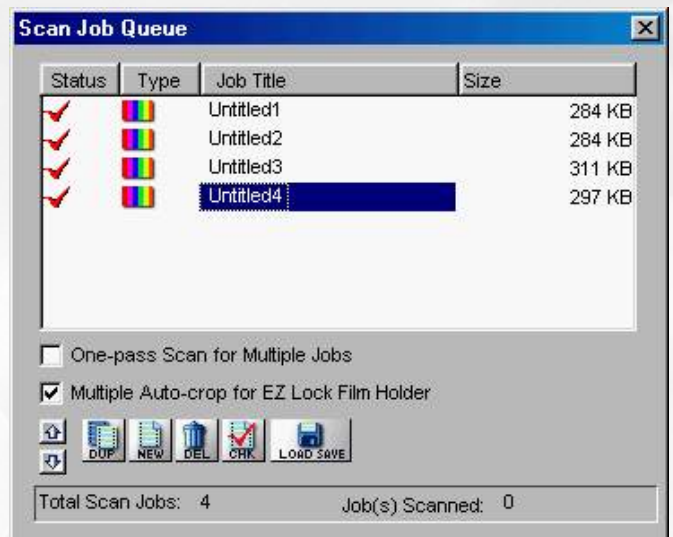 Scan Job Queue
Status Type Job Title Size
Untitled1 284 KB
Untitled2 284 KB
Untitled3 311 KB
Untitled4 297 KB
One-pass Scan for Multiple Jobs
Multiple Auto-crop for EZ Lock Film Holder
DUP NEW DEL CHK LOAD SAVE
Total Scan Jobs: 4 Job(s) Scanned: 0